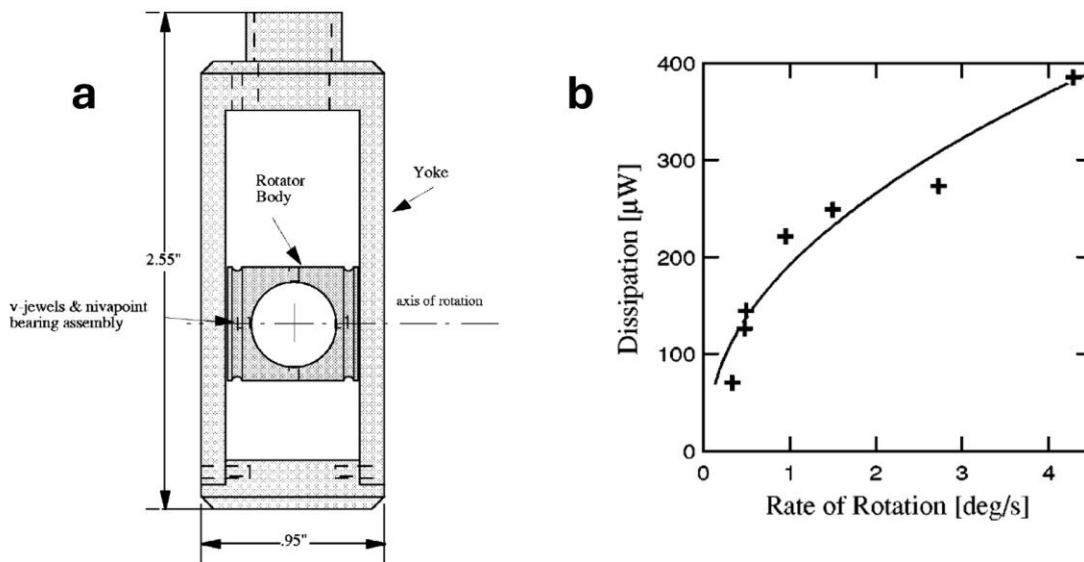 a
Rotator
Body
Yoke
2.55"
v-jewels & nivapoint
bearing assembly
axis of rotation
.95"
b
400
300
200
100
0
Dissipation [µW]
0 1 2 3 4
Rate of Rotation [deg/s]